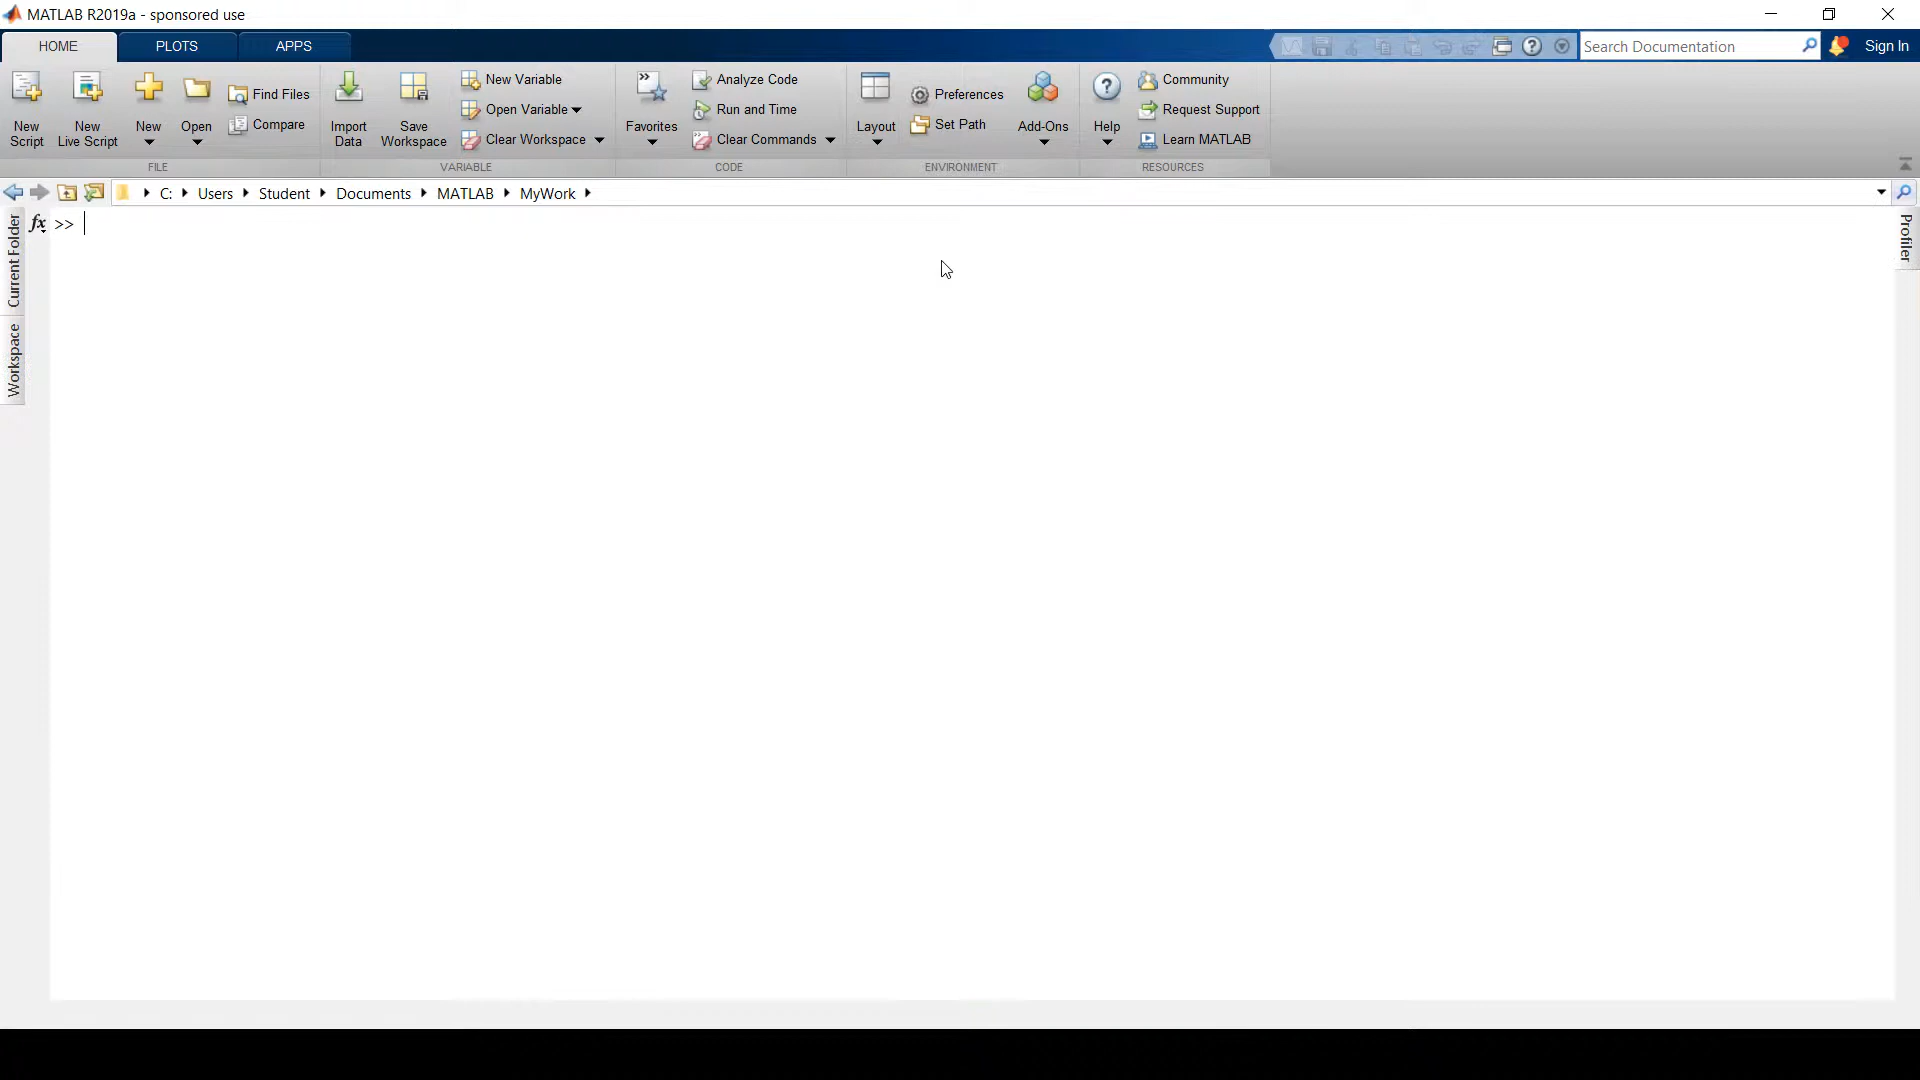 MATLAB R2019a - sponsored use
HOME PLOTS APPS Search Documentation Sign In
New Script
New Live Script
New
Open
Find Files
Compare
FILE
Import Data
Save Workspace
New Variable
Open Variable
Clear Workspace
VARIABLE
Favorites
Analyze Code
Run and Time
Clear Commands
CODE
Layout
Preferences
Set Path
Add-Ons
ENVIRONMENT
Help
Community
Request Support
Learn MATLAB
RESOURCES
C: Users Student Documents MATLAB MyWork
fx >>
Current Folder
Workspace
Profiler